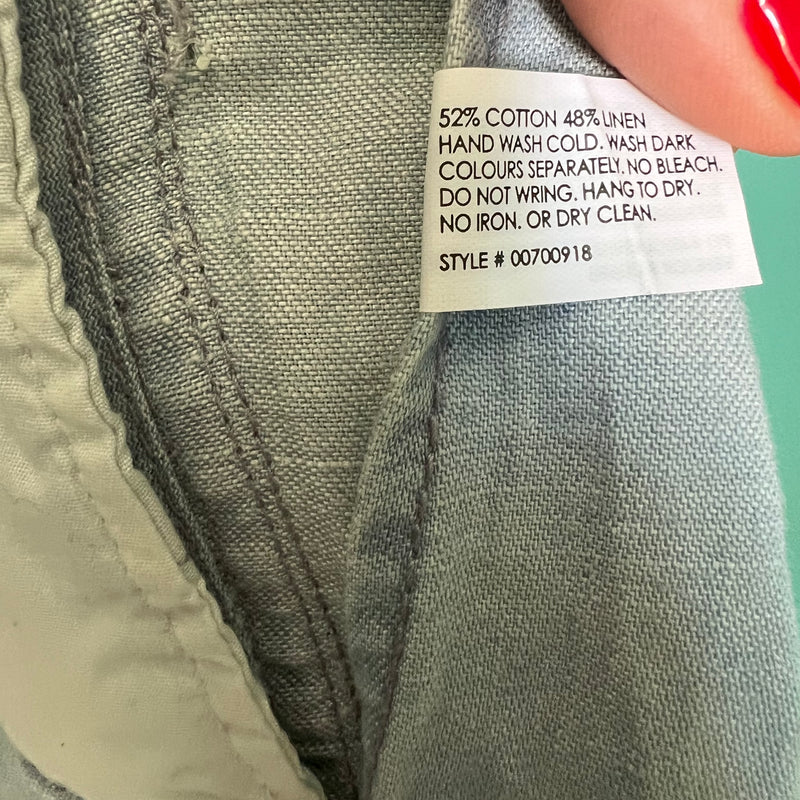 52% COTTON 48% LINEN
HAND WASH COLD. WASH DARK
COLOURS SEPARATELY. NO BLEACH.
DO NOT WRING. HANG TO DRY.
NO IRON. OR DRY CLEAN.
STYLE # 00700918